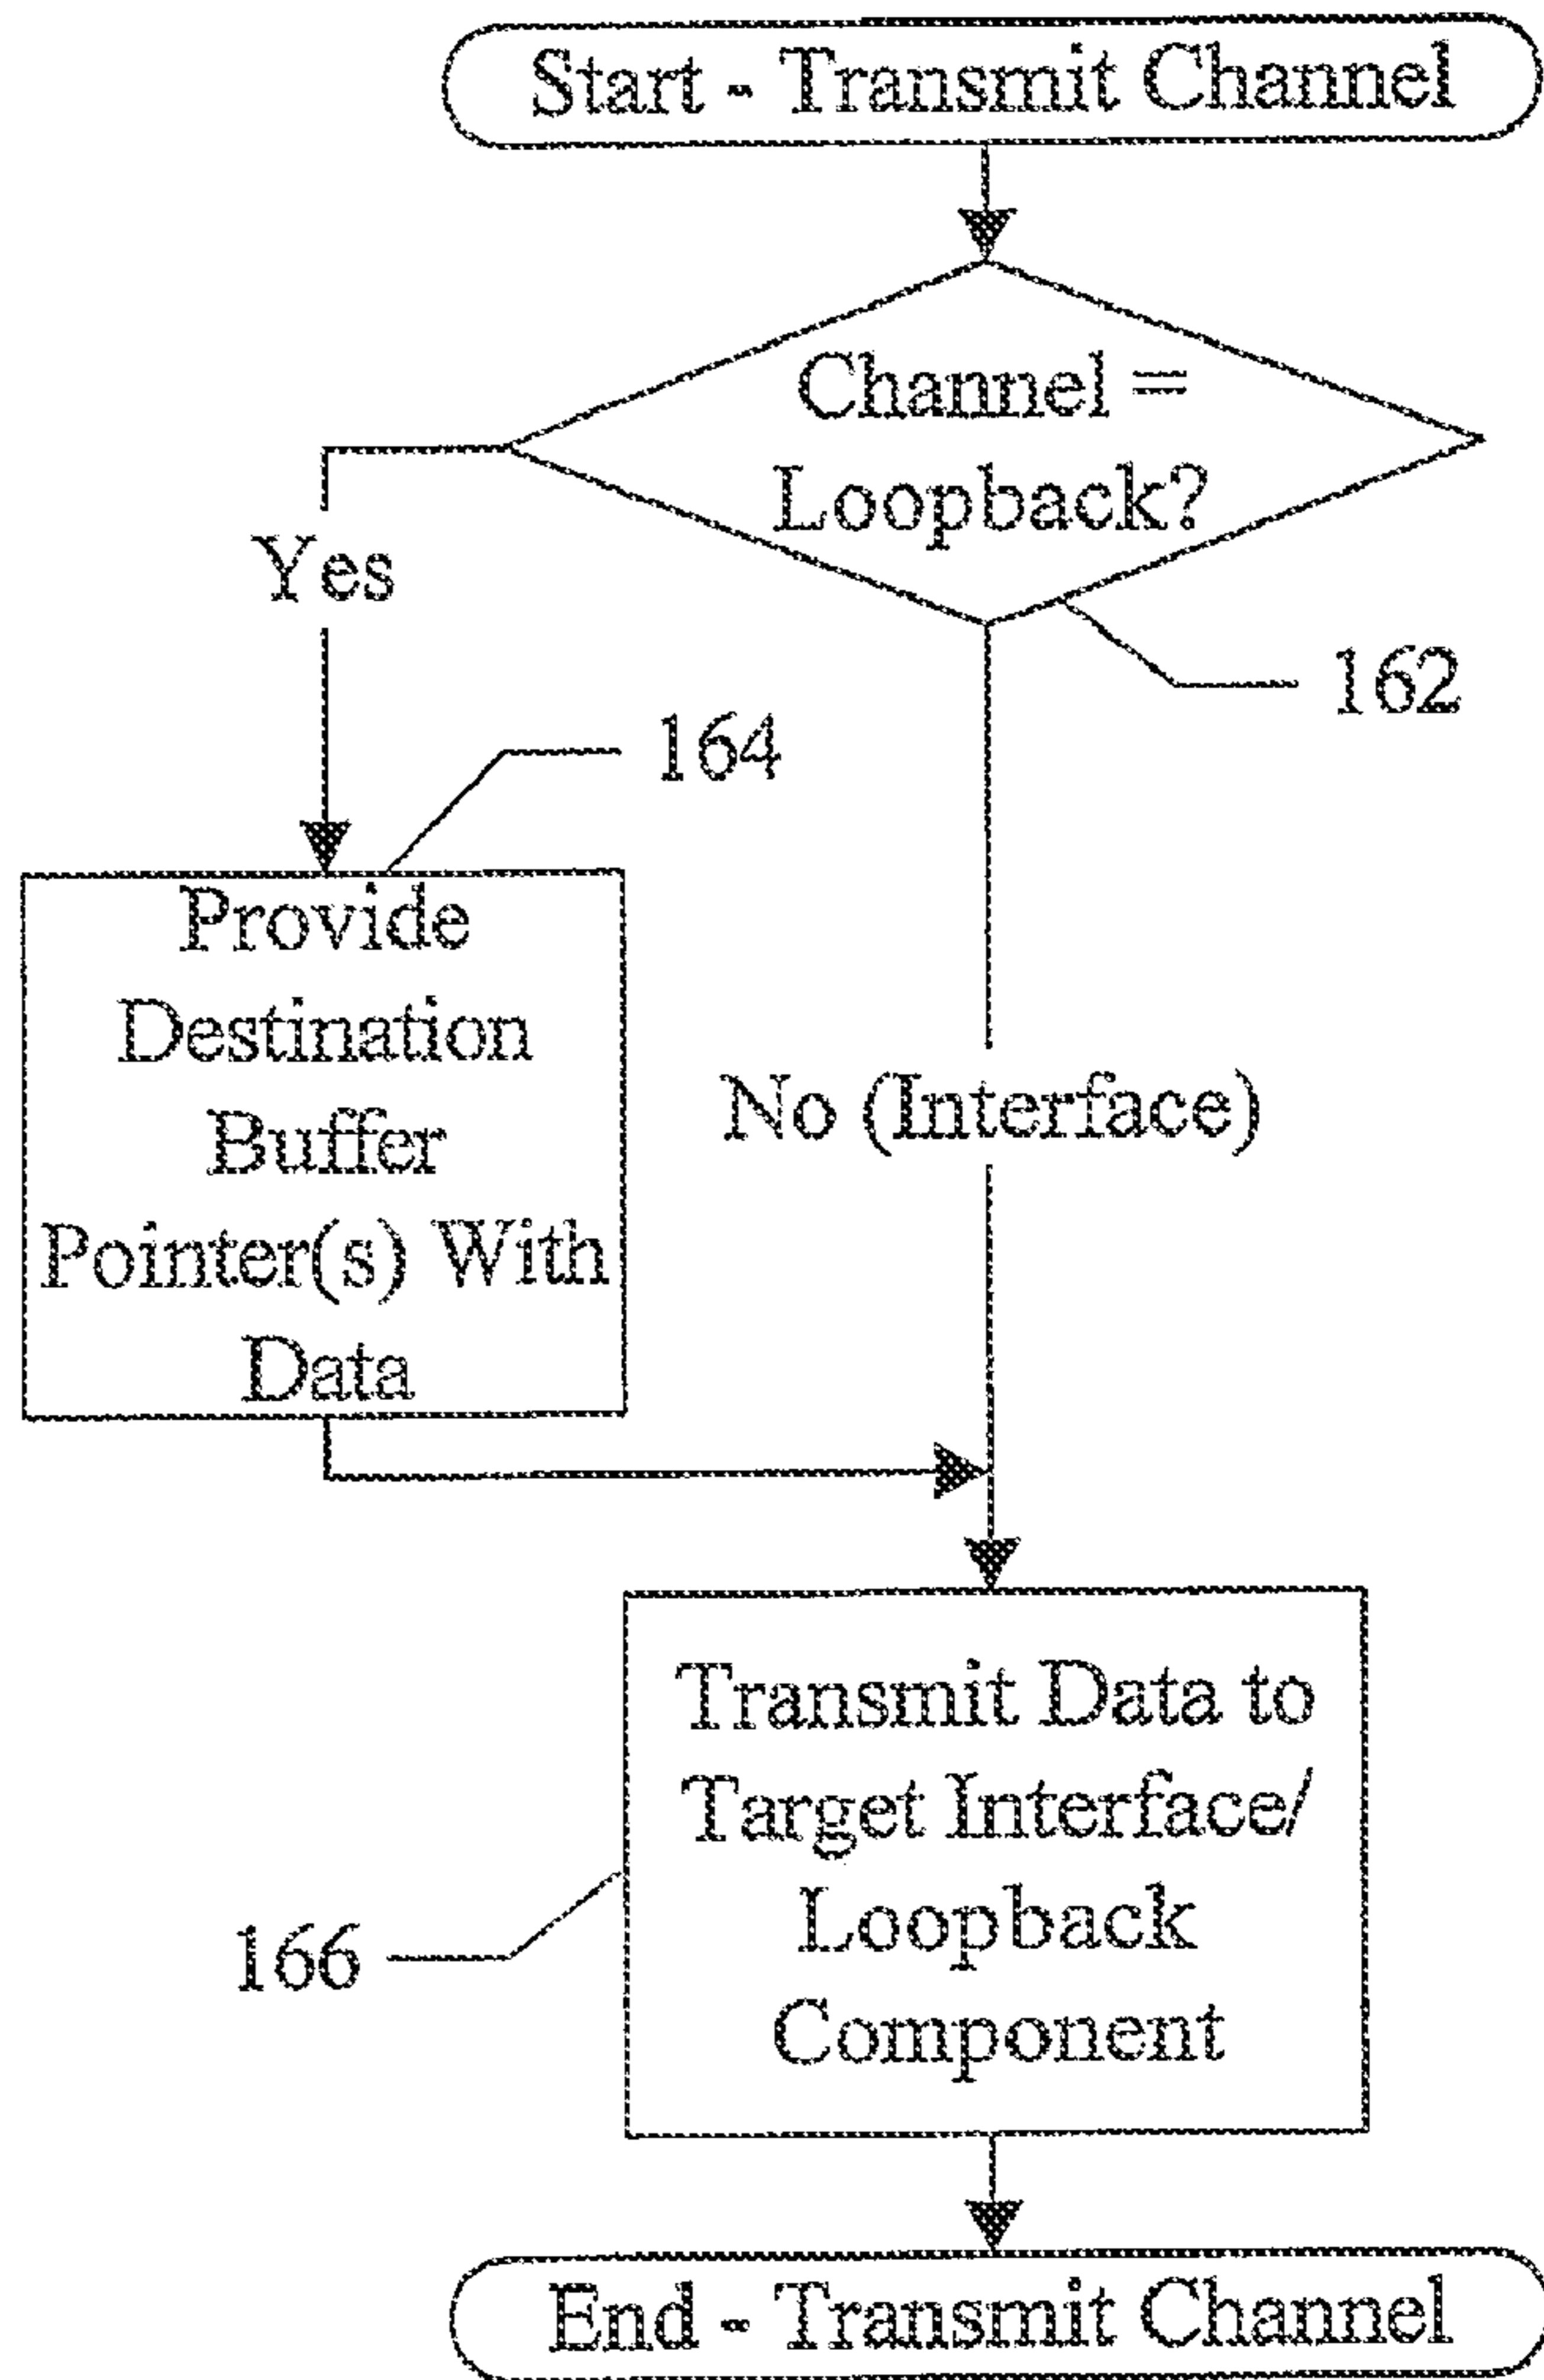 Start - Transmit Channel
Channel =
Loopback?
Yes
162
164
Provide
Destination
Buffer
Pointer(s) With
Data
No (Interface)
Transmit Data to
Target Interface/
Loopback
Component
166
End - Transmit Channel